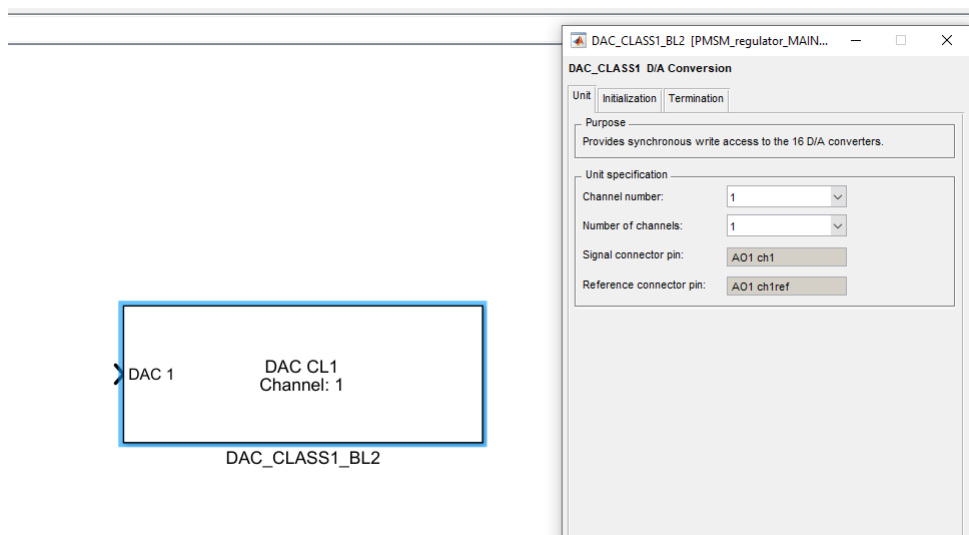 DAC_CLASS1_BL2 [PMSM_regulator_MAIN...
DAC_CLASS1 D/A Conversion
Unit Initialization Termination
Purpose
Provides synchronous write access to the 16 D/A converters.
Unit specification
Channel number: 1
Number of channels: 1
Signal connector pin: AO1 ch1
Reference connector pin: AO1 ch1ref
DAC 1
DAC CL1
Channel: 1
DAC_CLASS1_BL2